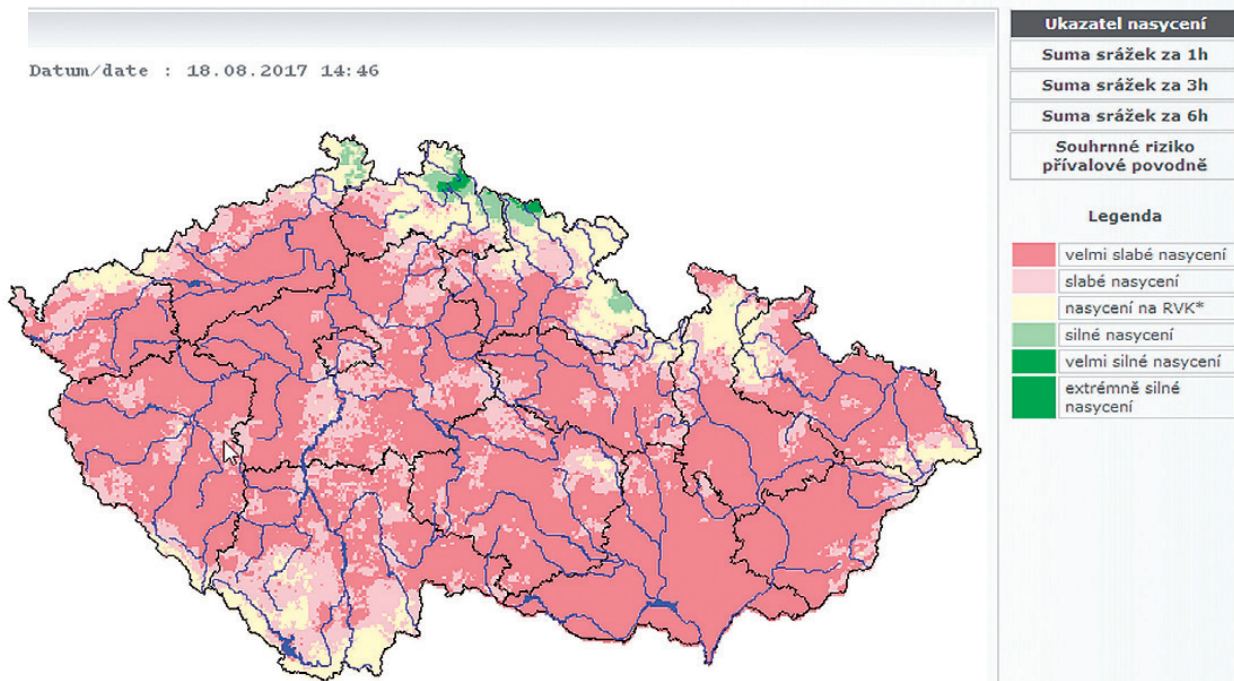 Datum/date : 18.08.2017 14:46
Ukazatel nasycení
Suma srážek za 1h
Suma srážek za 3h
Suma srážek za 6h
Souhrnné riziko
přívalové povodně
Legenda
velmi slabé nasycení
slabé nasycení
nasycení na RVK*
silné nasycení
velmi silné nasycení
extrémně silné
nasycení